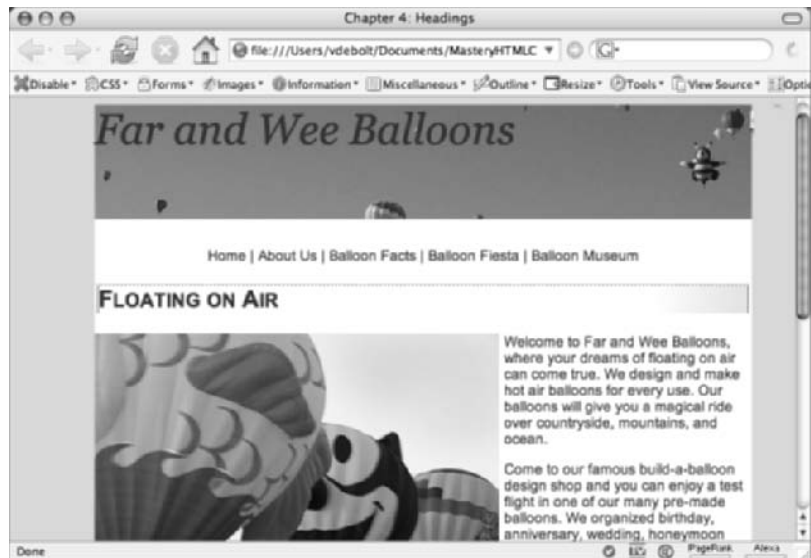 Chapter 4: Headings
file:///Users/vdebolt/Documents/MasteryHTMLC
G
Disable CSS Forms Images Information Miscellaneous Outline Resize Tools View Source Optio
Far and Wee Balloons
Home | About Us | Balloon Facts | Balloon Fiesta | Balloon Museum
FLOATING ON AIR
Welcome to Far and Wee Balloons,
where your dreams of floating on air
can come true. We design and make
hot air balloons for every use. Our
balloons will give you a magical ride
over countryside, mountains, and
ocean.
Come to our famous build-a-balloon
design shop and you can enjoy a test
flight in one of our many pre-made
balloons. We organized birthday,
anniversary, wedding, honeymoon
Done
PageRank Alexa